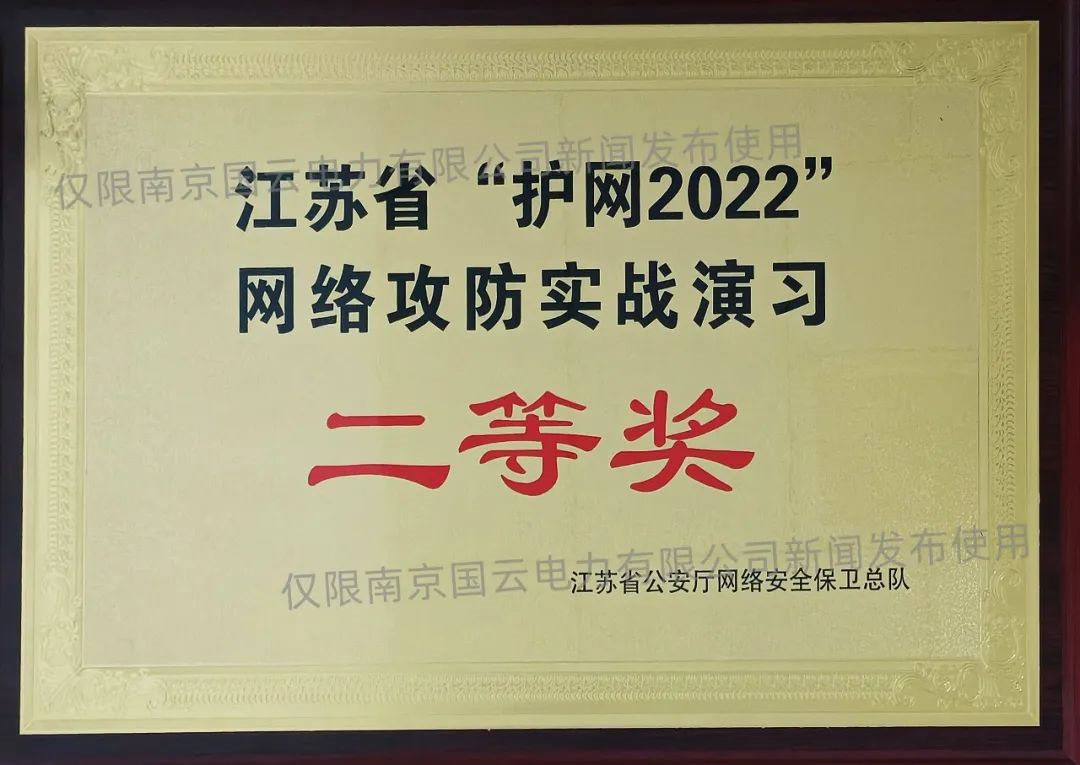 仅限南京国云电力有限公司新闻发布使用
江苏省“护网2022”
网络攻防实战演习
二等奖
仅限南京国云电力有限公司新闻发布使用
江苏省公安厅网络安全保卫总队